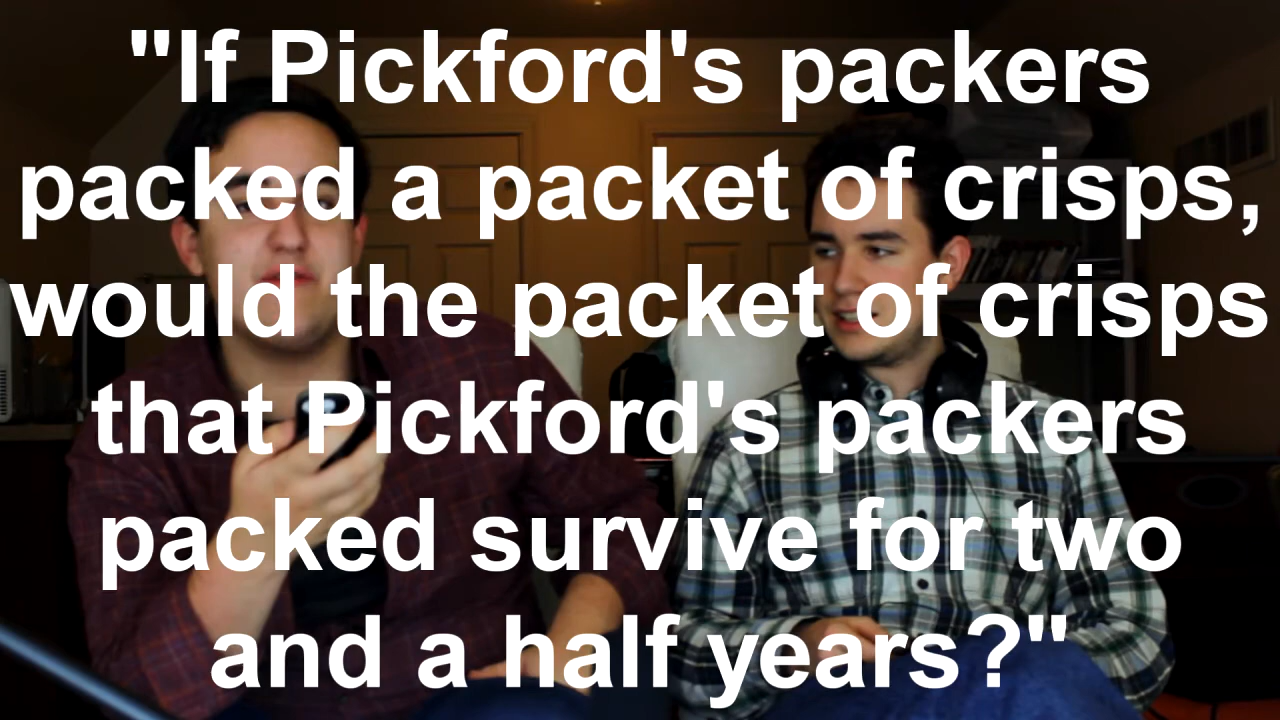 "If Pickford's packers
packed a packet of crisps,
would the packet of crisps
that Pickford's packers
packed survive for two
and a half years?"